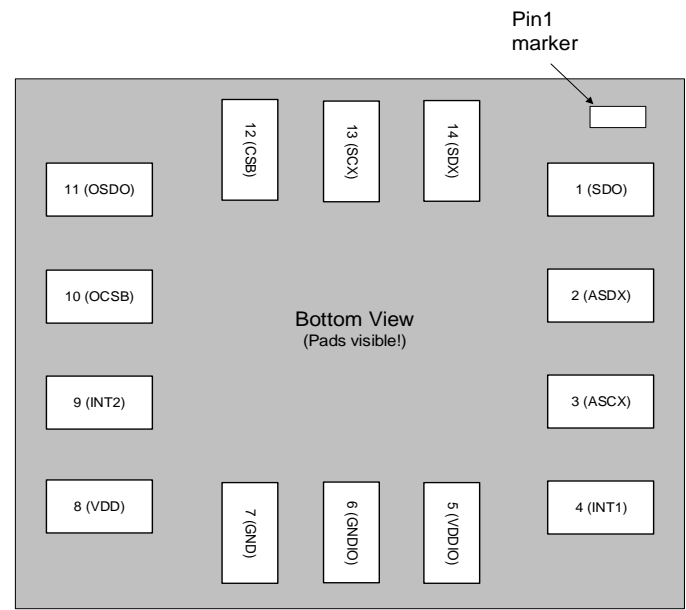 Pin1
marker
12 (CSB)
13 (SCX)
14 (SDX)
11 (OSDO)
1 (SDO)
10 (OCSB)
2 (ASDX)
Bottom View
(Pads visible!)
9 (INT2)
3 (ASCX)
8 (VDD)
4 (INT1)
7 (GND)
6 (GNDIO)
5 (VDDIO)